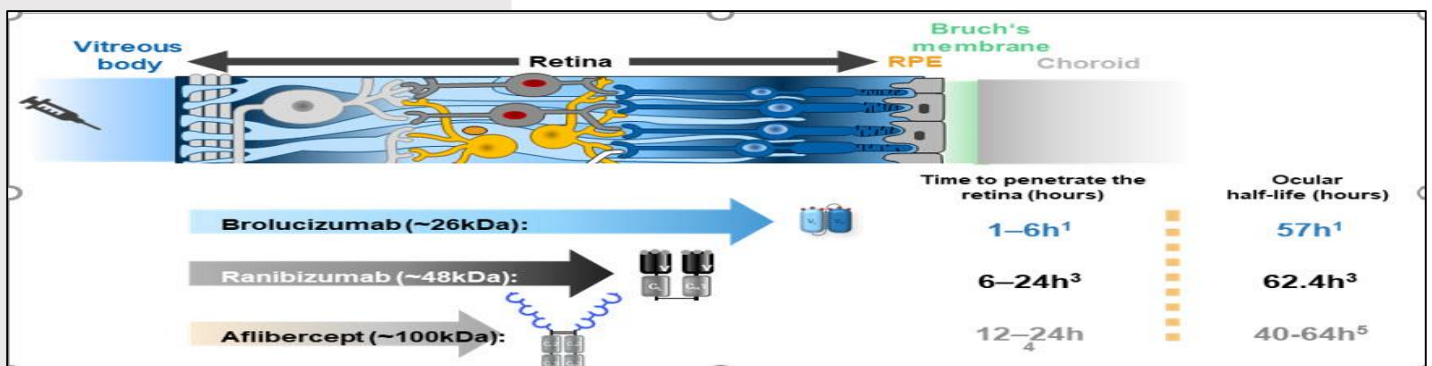 Vitreous
body
Retina
Bruch's
membrane
RPE
Choroid
Time to penetrate the
retina (hours)
Ocular
half-life (hours)
Brolucizumab (~26kDa):
1–6h¹
57h¹
Ranibizumab (~48kDa):
6–24h³
62.4h³
Aflibercept (~100kDa):
12–24h
4
40-64h⁵